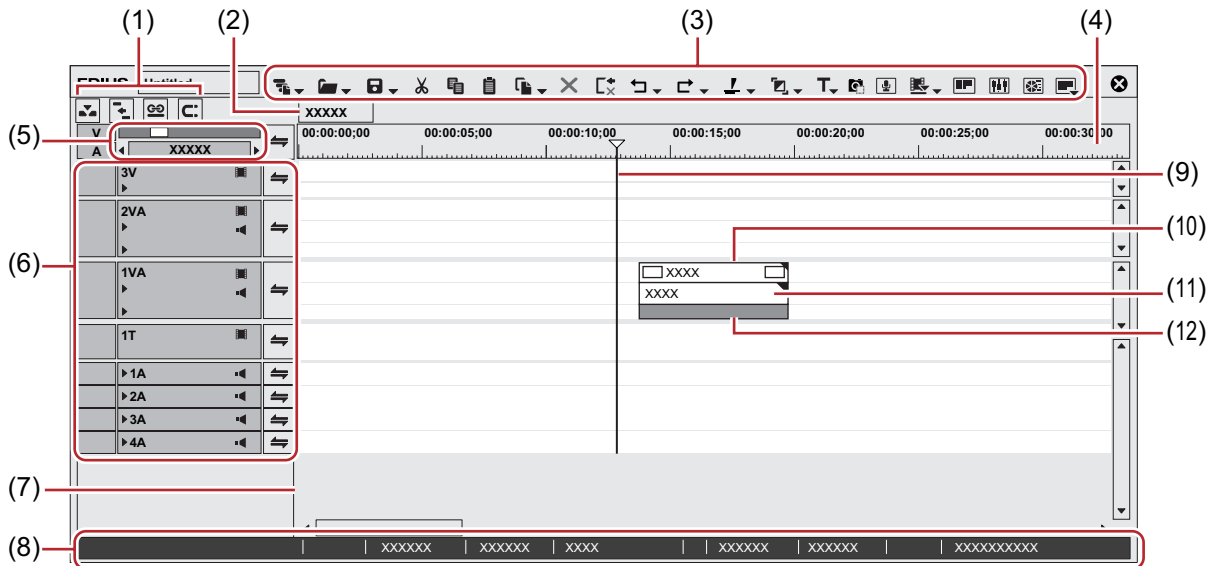 (1) (2) (3) (4)
EDIUS Untitled
XXXXX
(5)
V
A
XXXXX
00:00:00;00 00:00:05;00 00:00:10;00 00:00:15;00 00:00:20;00 00:00:25;00 00:00:30;00
3V
(9)
2VA
(10)
(6)
1VA
XXXX
XXXX
(11)
(12)
1T
1A
2A
3A
4A
(7)
(8)
XXXXXX XXXXXX XXXX XXXXXX XXXXXX XXXXXXXXXX